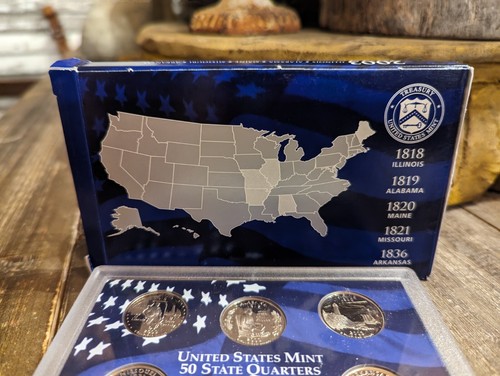 2003
TREASURY
UNITED STATES MINT
1818
ILLINOIS
1819
ALABAMA
1820
MAINE
1821
MISSOURI
1836
ARKANSAS
UNITED STATES MINT
50 STATE QUARTERS